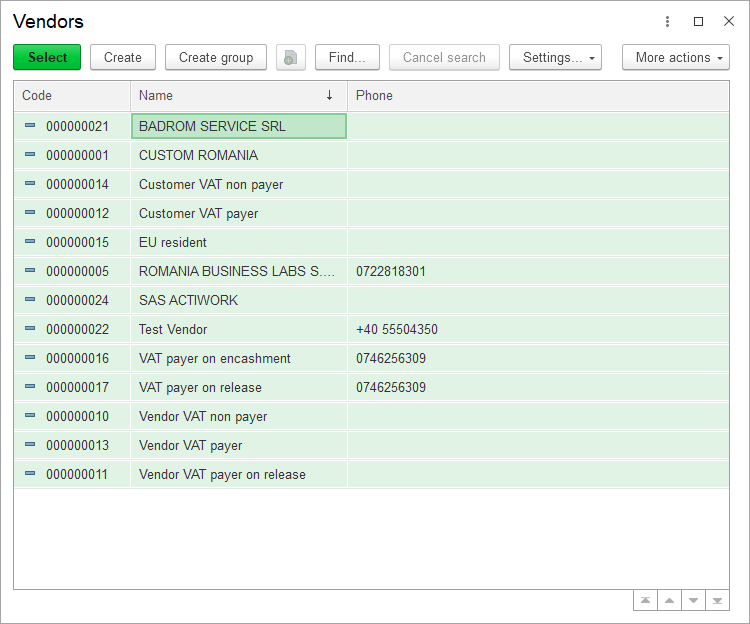 Vendors
Select Create Create group Find... Cancel search Settings... More actions
Code Name ↓ Phone
000000021 BADROM SERVICE SRL
000000001 CUSTOM ROMANIA
000000014 Customer VAT non payer
000000012 Customer VAT payer
000000015 EU resident
000000005 ROMANIA BUSINESS LABS S.... 0722818301
000000024 SAS ACTIWORK
000000022 Test Vendor +40 55504350
000000016 VAT payer on encashment 0746256309
000000017 VAT payer on release 0746256309
000000010 Vendor VAT non payer
000000013 Vendor VAT payer
000000011 Vendor VAT payer on release